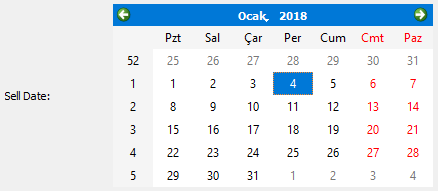 Ocak, 2018
Pzt Sal Çar Per Cum Cmt Paz
52 25 26 27 28 29 30 31
1 1 2 3 4 5 6 7
Sell Date:
2 8 9 10 11 12 13 14
3 15 16 17 18 19 20 21
4 22 23 24 25 26 27 28
5 29 30 31 1 2 3 4